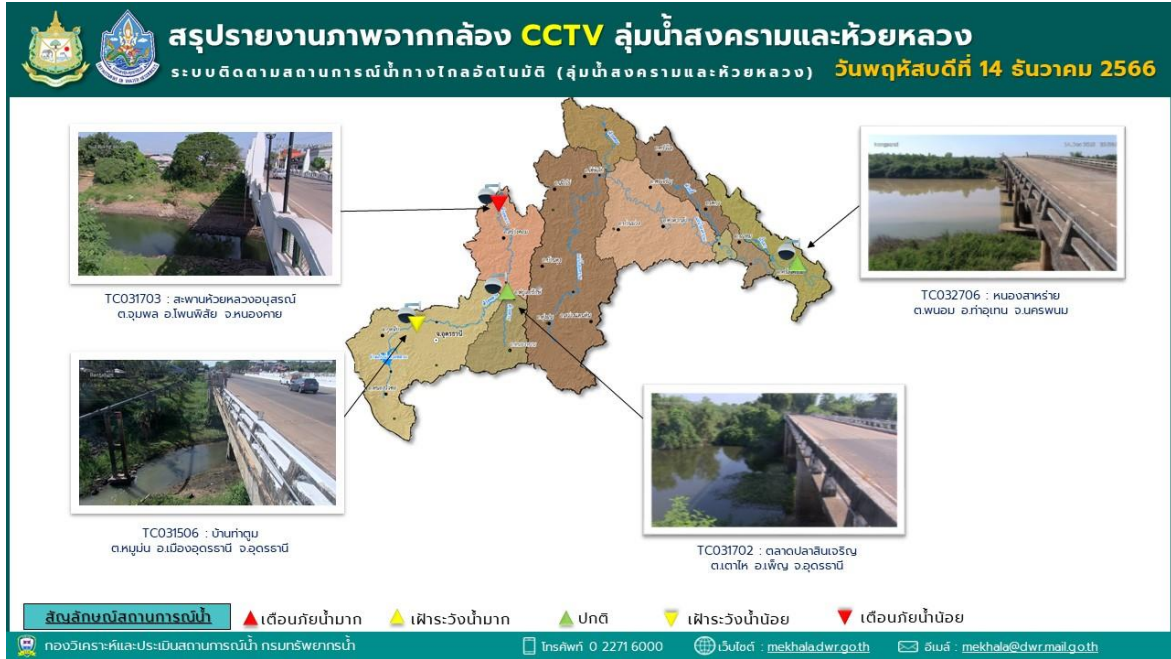 สรุปรายงานภาพจากกล้อง CCTV ลุ่มน้ำสงครามและห้วยหลวง
ระบบติดตามสถานการณ์น้ำทางไกลอัตโนมัติ (ลุ่มน้ำสงครามและห้วยหลวง) วันพฤหัสบดีที่ 14 ธันวาคม 2566
TC031703 : สะพานห้วยหลวงอนุสรณ์
ต.จุมพล อ.โพนพิสัย จ.หนองคาย
TC032706 : หนองสาหร่าย
ต.พนอม อ.ท่าอุเทน จ.นครพนม
จ.อุดรธานี
TC031506 : บ้านท่าตูม
ต.หมูม่น อ.เมืองอุดรธานี จ.อุดรธานี
TC031702 : ตลาดปลาสินเจริญ
ต.เตาไห อ.เพ็ญ จ.อุดรธานี
สัญลักษณ์สถานการณ์น้ำ เตือนภัยน้ำมาก เฝ้าระวังน้ำมาก ปกติ เฝ้าระวังน้ำน้อย เตือนภัยน้ำน้อย
กองวิเคราะห์และประเมินสถานการณ์น้ำ กรมทรัพยากรน้ำ โทรศัพท์ 0 2271 6000 เว็บไซต์ : mekhala.dwr.go.th อีเมล์ : mekhala@dwr.mail.go.th